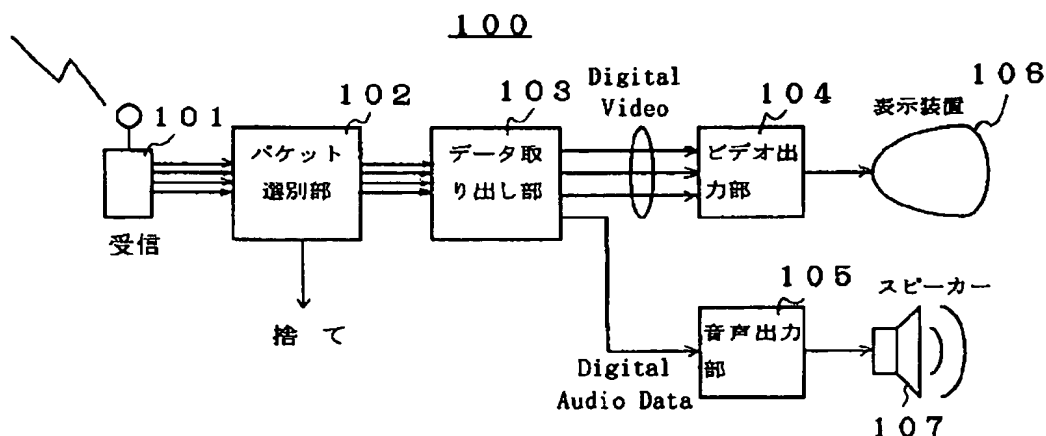 １００
１０１
受信
１０２
パケット
選別部
捨て
１０３
データ取
り出し部
Digital
Video
１０４
ビデオ出
力部
１０６
表示装置
Digital
Audio Data
１０５
音声出力
部
スピーカー
１０７